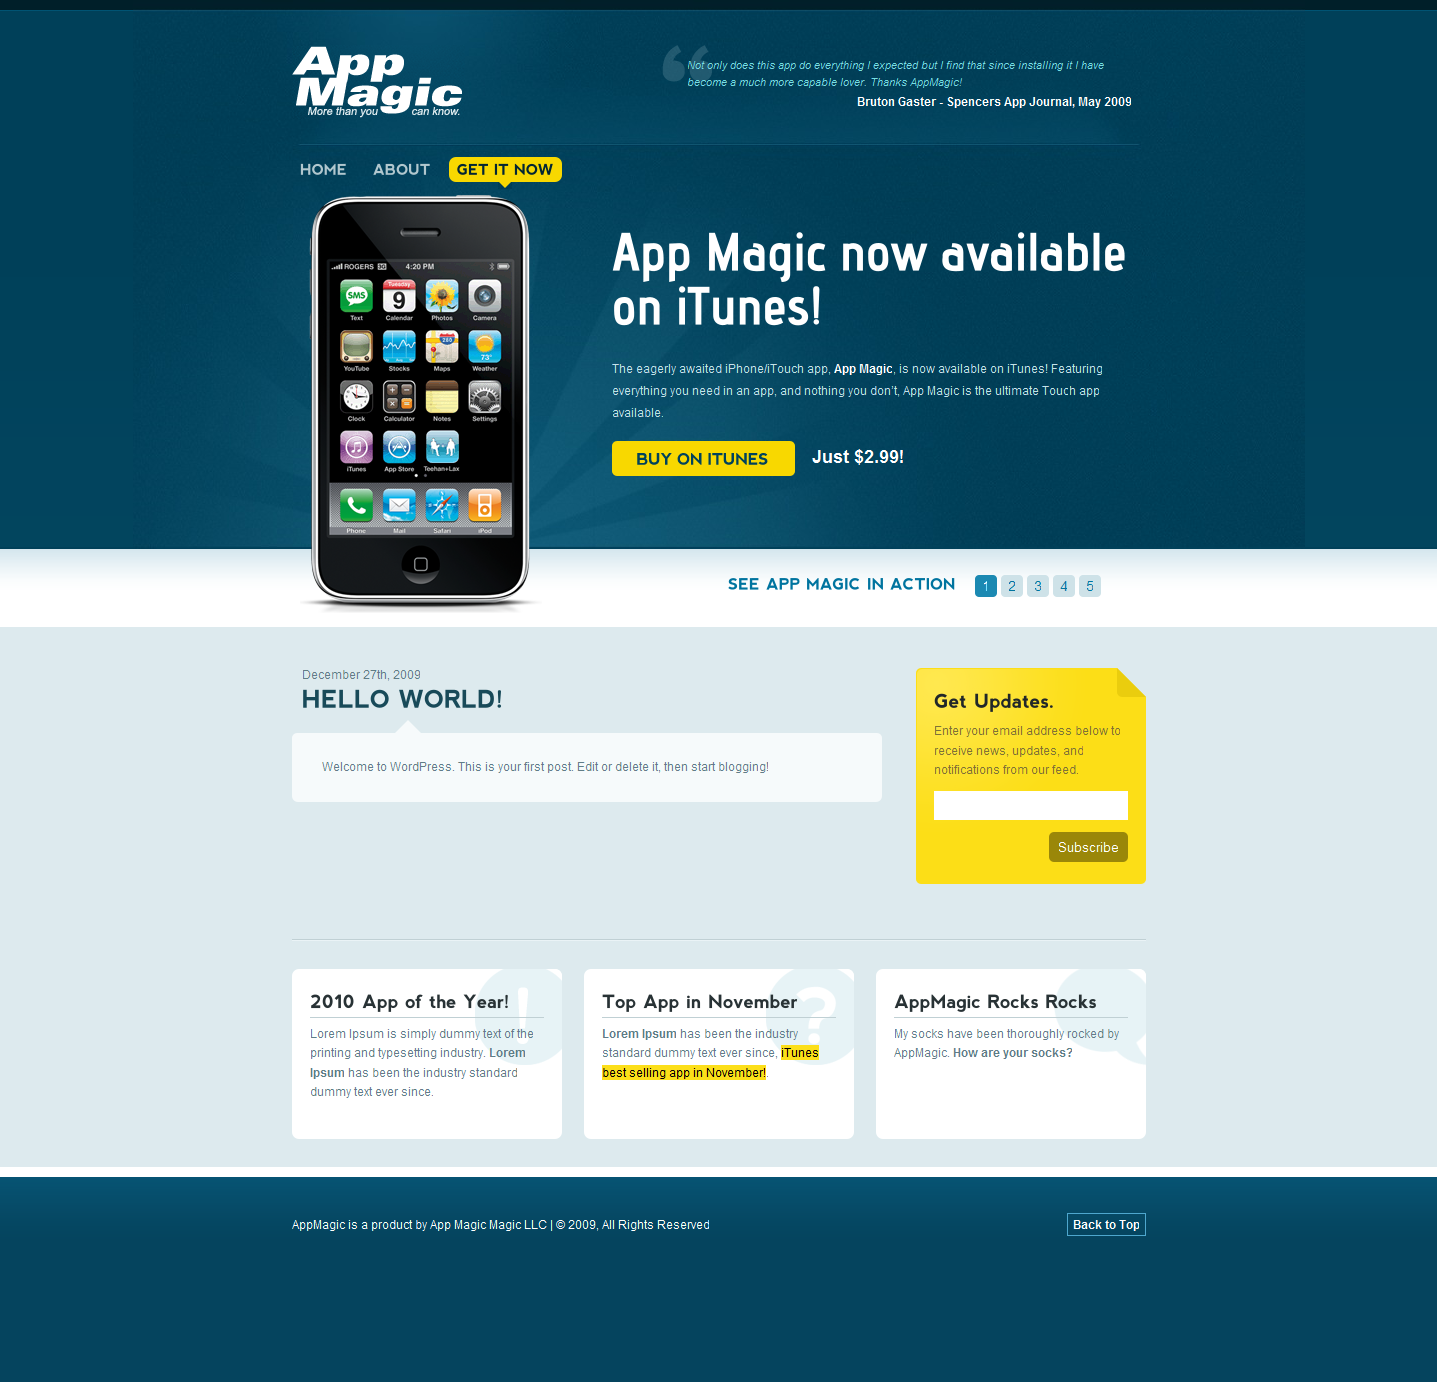 App
Magic
More than you can know.
Not only does this app do everything I expected but I find that since installing it I have
become a much more capable lover. Thanks AppMagic!
Bruton Gaster - Spencers App Journal, May 2009
HOME ABOUT GET IT NOW
ROGERS 3G 4:20 PM
SMS Tuesday 9 280 73°
Text Calendar Photos Camera
YouTube Stocks Maps Weather
Clock Calculator Notes Settings
iTunes App Store Teehan+Lax
Phone Mail Safari iPod
App Magic now available
on iTunes!
The eagerly awaited iPhone/iTouch app, App Magic, is now available on iTunes! Featuring
everything you need in an app, and nothing you don't, App Magic is the ultimate Touch app
available.
BUY ON ITUNES Just $2.99!
SEE APP MAGIC IN ACTION 1 2 3 4 5
December 27th, 2009
HELLO WORLD!
Welcome to WordPress. This is your first post. Edit or delete it, then start blogging!
Get Updates.
Enter your email address below to
receive news, updates, and
notifications from our feed.
Subscribe
2010 App of the Year!
Lorem Ipsum is simply dummy text of the
printing and typesetting industry. Lorem
Ipsum has been the industry standard
dummy text ever since.
Top App in November
Lorem Ipsum has been the industry
standard dummy text ever since, iTunes
best selling app in November!.
AppMagic Rocks Rocks
My socks have been thoroughly rocked by
AppMagic. How are your socks?
AppMagic is a product by App Magic Magic LLC | © 2009, All Rights Reserved
Back to Top